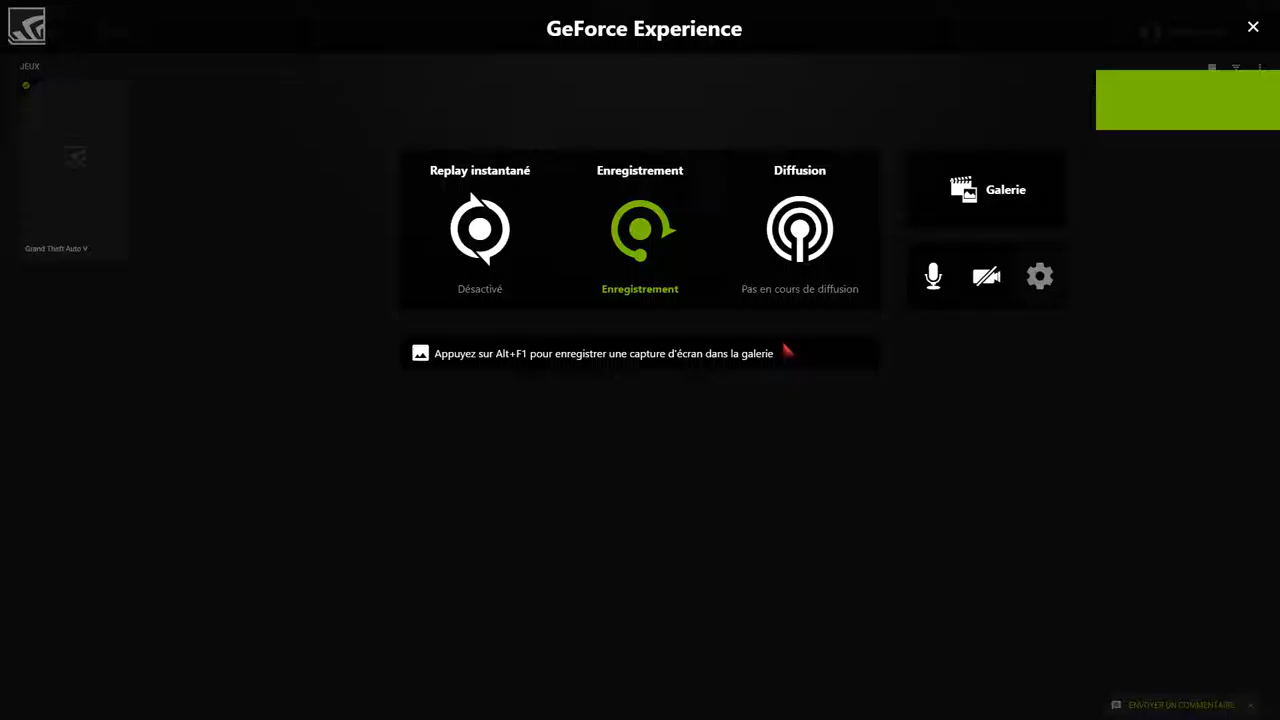 GeForce Experience
JEUX
Replay instantané
Enregistrement
Diffusion
Galerie
Désactivé
Enregistrement
Pas en cours de diffusion
Grand Theft Auto V
Appuyez sur Alt+F1 pour enregistrer une capture d'écran dans la galerie
ENVOYER UN COMMENTAIRE